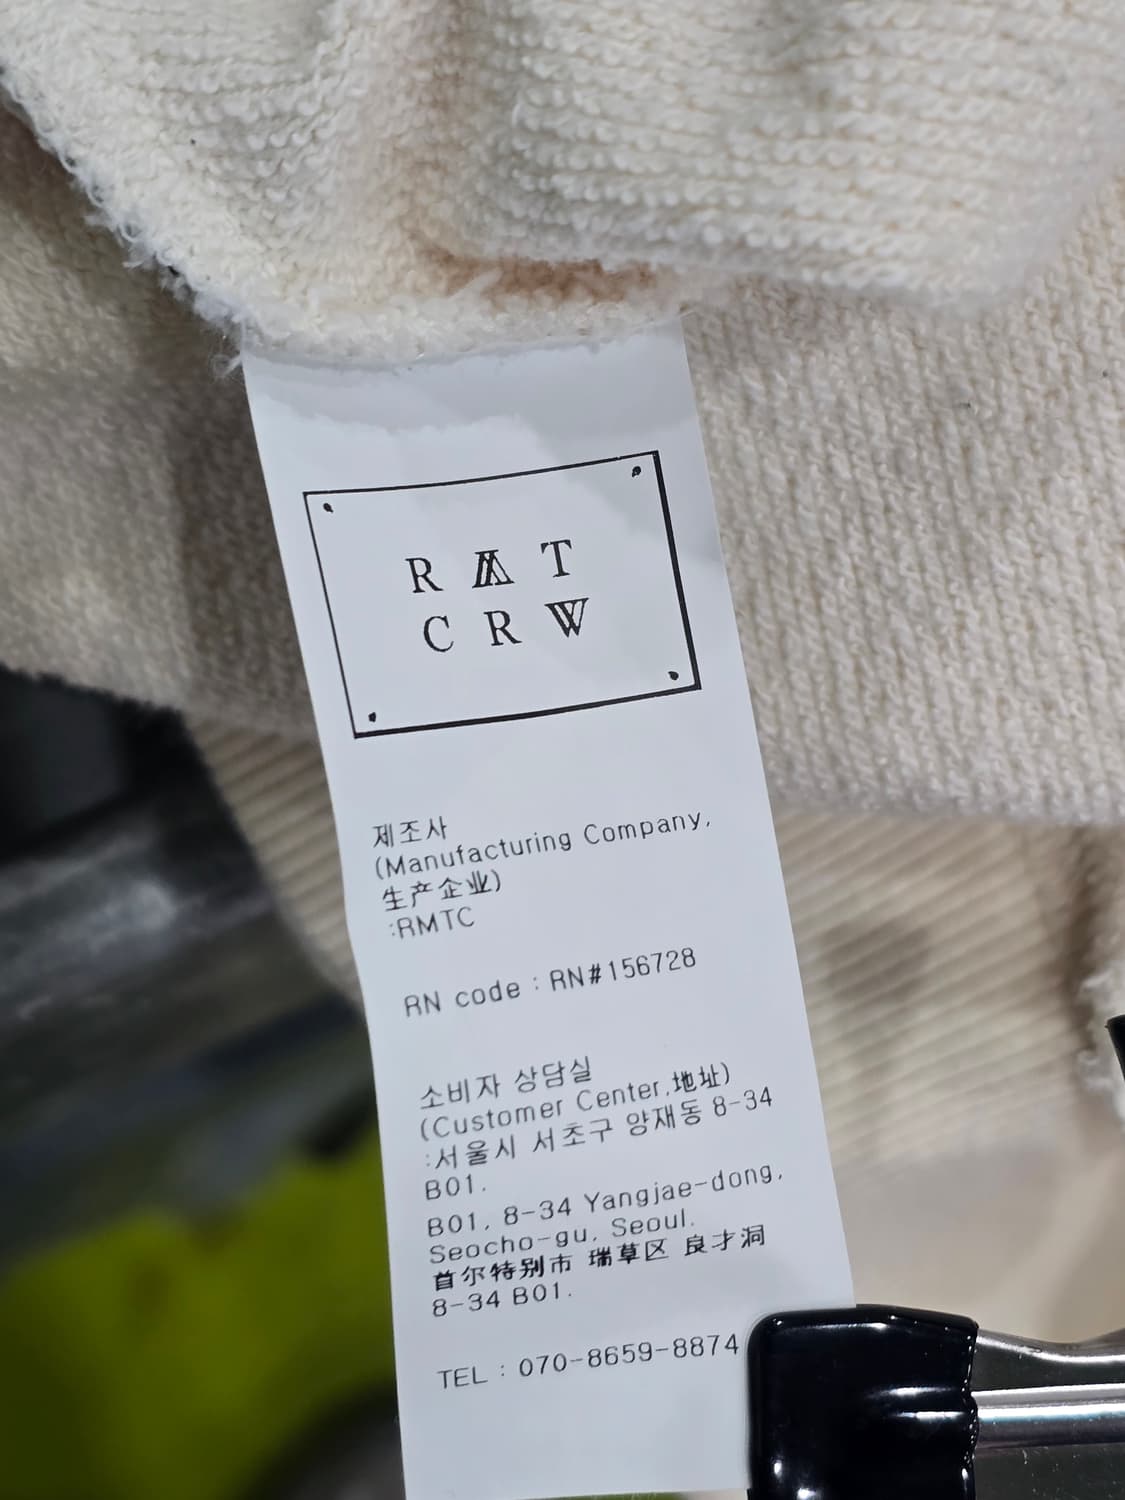 R M T
C R W
제조사
(Manufacturing Company,
生产企业)
:RMTC
RN code : RN#156728
소비자 상담실
(Customer Center,地址)
:서울시 서초구 양재동 8-34
B01.
B01, 8-34 Yangjae-dong,
Seocho-gu, Seoul.
首尔特别市 瑞草区 良才洞
8-34 B01.
TEL : 070-8659-8874